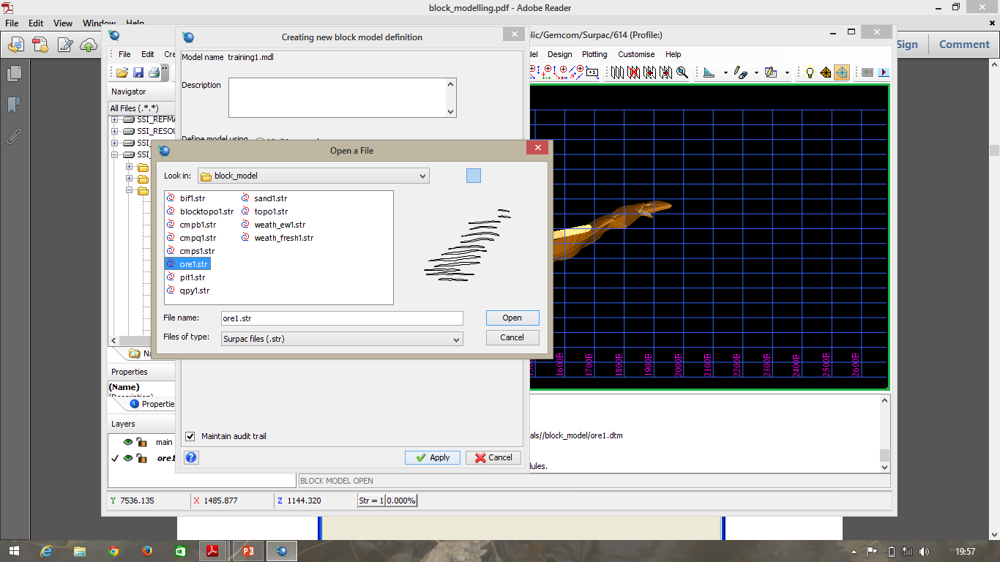 block_modelling.pdf - Adobe Reader
File Edit View Window Help
Sign Comment
Creating new block model definition
lic/Gemcom/Surpac/614 (Profile:)
File Edit Cre
del Design Plotting Customise Help
Model name training1.mdl
Description
Define model using
Navigator
All Files (.*.*)
SSI_REFMA
SSI_RESOU
SSI_
SSI_
Open a File
Look in: block_model
bif1.str sand1.str
blocktopo1.str topo1.str
cmpb1.str weath_ew1.str
cmpq1.str weath_fresh1.str
cmps1.str
ore1.str
pit1.str
qpy1.str
File name: ore1.str Open
Files of type: Surpac files (.str) Cancel
1600E 1700E 1800E 1900E 2000E 2100E 2200E 2300E 2400E 2500E 2600E
Na
Properties
(Name)
(Description)
Propertie
Layers
main
ore1
Maintain audit trail
Apply Cancel
als//block_model/ore1.dtm
dules.
BLOCK MODEL OPEN
Y 7536.135 X 1485.877 Z 1144.320 Str = 1 0.000%
19:57